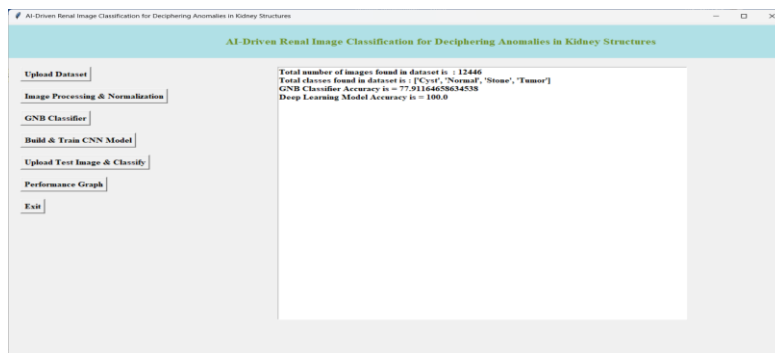 AI-Driven Renal Image Classification for Deciphering Anomalies in Kidney Structures
AI-Driven Renal Image Classification for Deciphering Anomalies in Kidney Structures
Upload Dataset
Image Processing & Normalization
GNB Classifier
Build & Train CNN Model
Upload Test Image & Classify
Performance Graph
Exit
Total number of images found in dataset is : 12446
Total classes found in dataset is : ['Cyst', 'Normal', 'Stone', 'Tumor']
GNB Classifier Accuracy is = 77.91164658634538
Deep Learning Model Accuracy is = 100.0